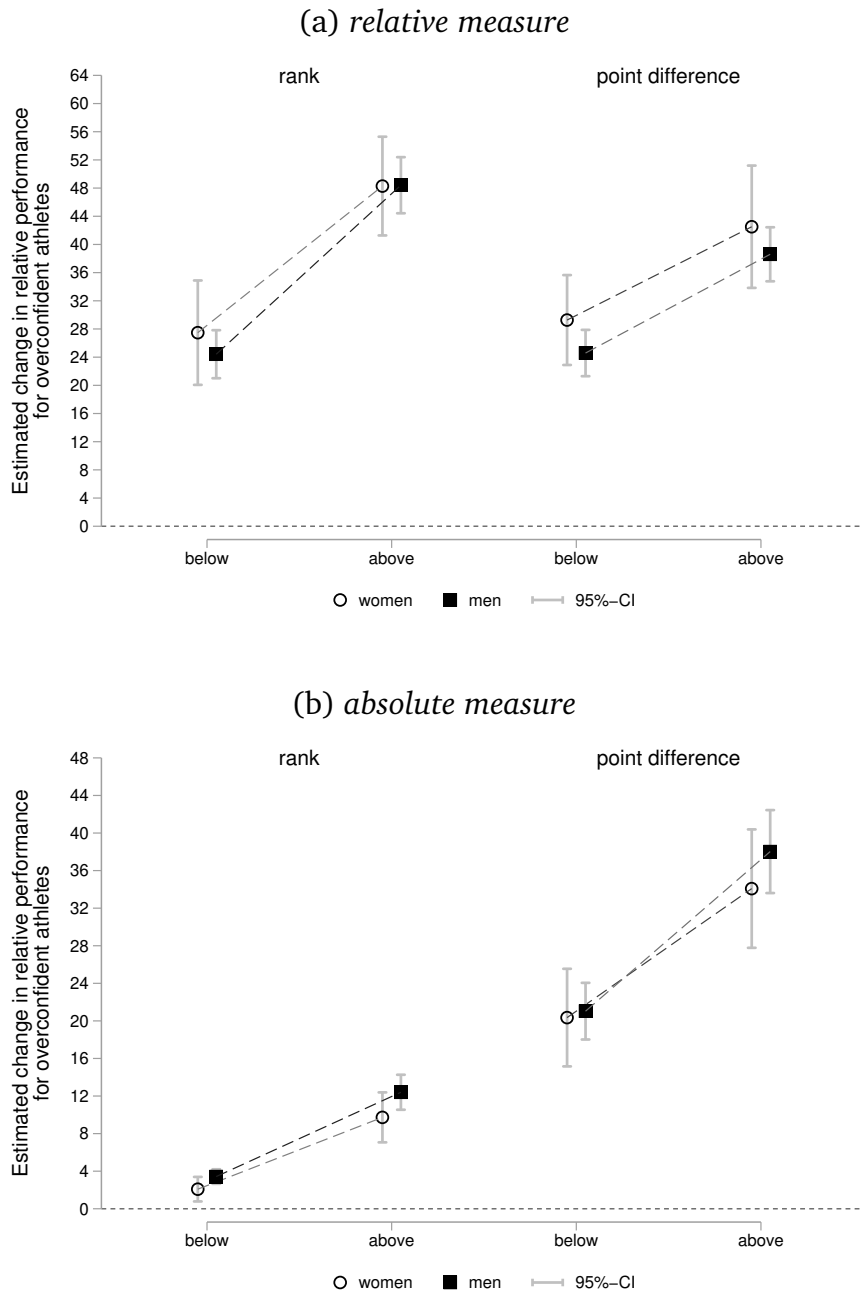 (a) relative measure
rank
point difference
Estimated change in relative performance
for overconfident athletes
64
60
56
52
48
44
40
36
32
28
24
20
16
12
8
4
0
below
above
below
above
women
men
95%−CI
(b) absolute measure
rank
point difference
Estimated change in relative performance
for overconfident athletes
48
44
40
36
32
28
24
20
16
12
8
4
0
below
above
below
above
women
men
95%−CI